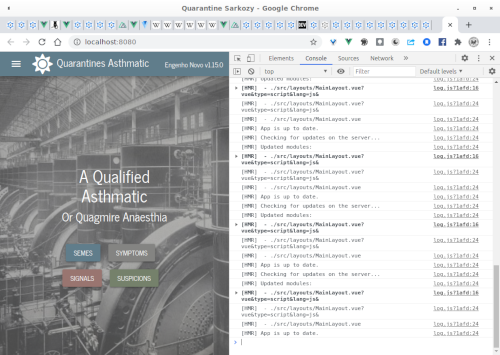 Quarantine Sarkozy - Google Chrome
localhost:8080
Quarantines Asthmatic
Engenho Novo v1.15.0
A Qualified
Asthmatic
Or Quagmire Anaesthia
SEMES
SYMPTOMS
SIGNALS
SUSPICIONS
Elements Console Network
top Filter Default levels
[HMR] Updated modules: log.js?1afd:24
[HMR] - ./src/layouts/MainLayout.vue? log.js?1afd:16
vue&type=script&lang=js&
[HMR] - ./src/layouts/MainLayout.vue log.js?1afd:24
[HMR] App is up to date. log.js?1afd:24
[HMR] Checking for updates on the server... log.js?1afd:24
[HMR] Updated modules: log.js?1afd:24
[HMR] - ./src/layouts/MainLayout.vue? log.js?1afd:16
vue&type=script&lang=js&
[HMR] - ./src/layouts/MainLayout.vue log.js?1afd:24
[HMR] App is up to date. log.js?1afd:24
[HMR] Checking for updates on the server... log.js?1afd:24
[HMR] Updated modules: log.js?1afd:24
[HMR] - ./src/layouts/MainLayout.vue? log.js?1afd:16
vue&type=script&lang=js&
[HMR] - ./src/layouts/MainLayout.vue log.js?1afd:24
[HMR] App is up to date. log.js?1afd:24
[HMR] Checking for updates on the server... log.js?1afd:24
[HMR] Updated modules: log.js?1afd:24
[HMR] - ./src/layouts/MainLayout.vue? log.js?1afd:16
vue&type=script&lang=js&
[HMR] - ./src/layouts/MainLayout.vue log.js?1afd:24
[HMR] App is up to date. log.js?1afd:24